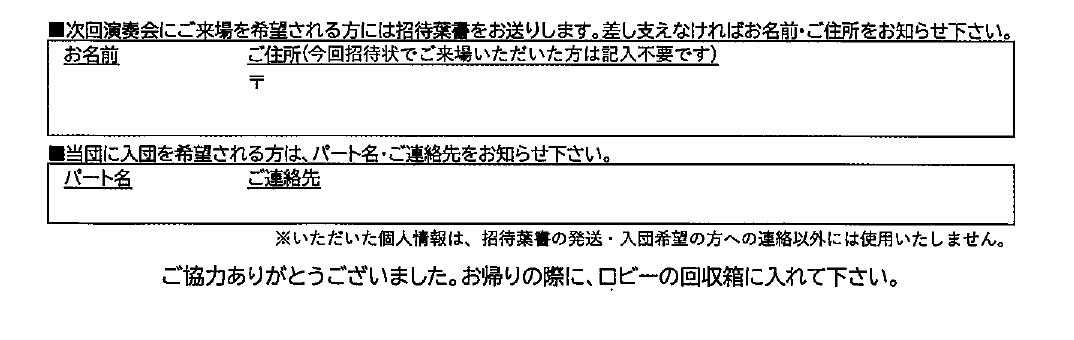 ■次回演奏会にご来場を希望される方には招待葉書をお送りします。差し支えなければお名前・ご住所をお知らせ下さい。
お名前 ご住所(今回招待状でご来場いただいた方は記入不要です)
〒
■当団に入団を希望される方は、パート名・ご連絡先をお知らせ下さい。
パート名 ご連絡先
※いただいた個人情報は、招待葉書の発送・入団希望の方への連絡以外には使用いたしません。
ご協力ありがとうございました。お帰りの際に、ロビーの回収箱に入れて下さい。